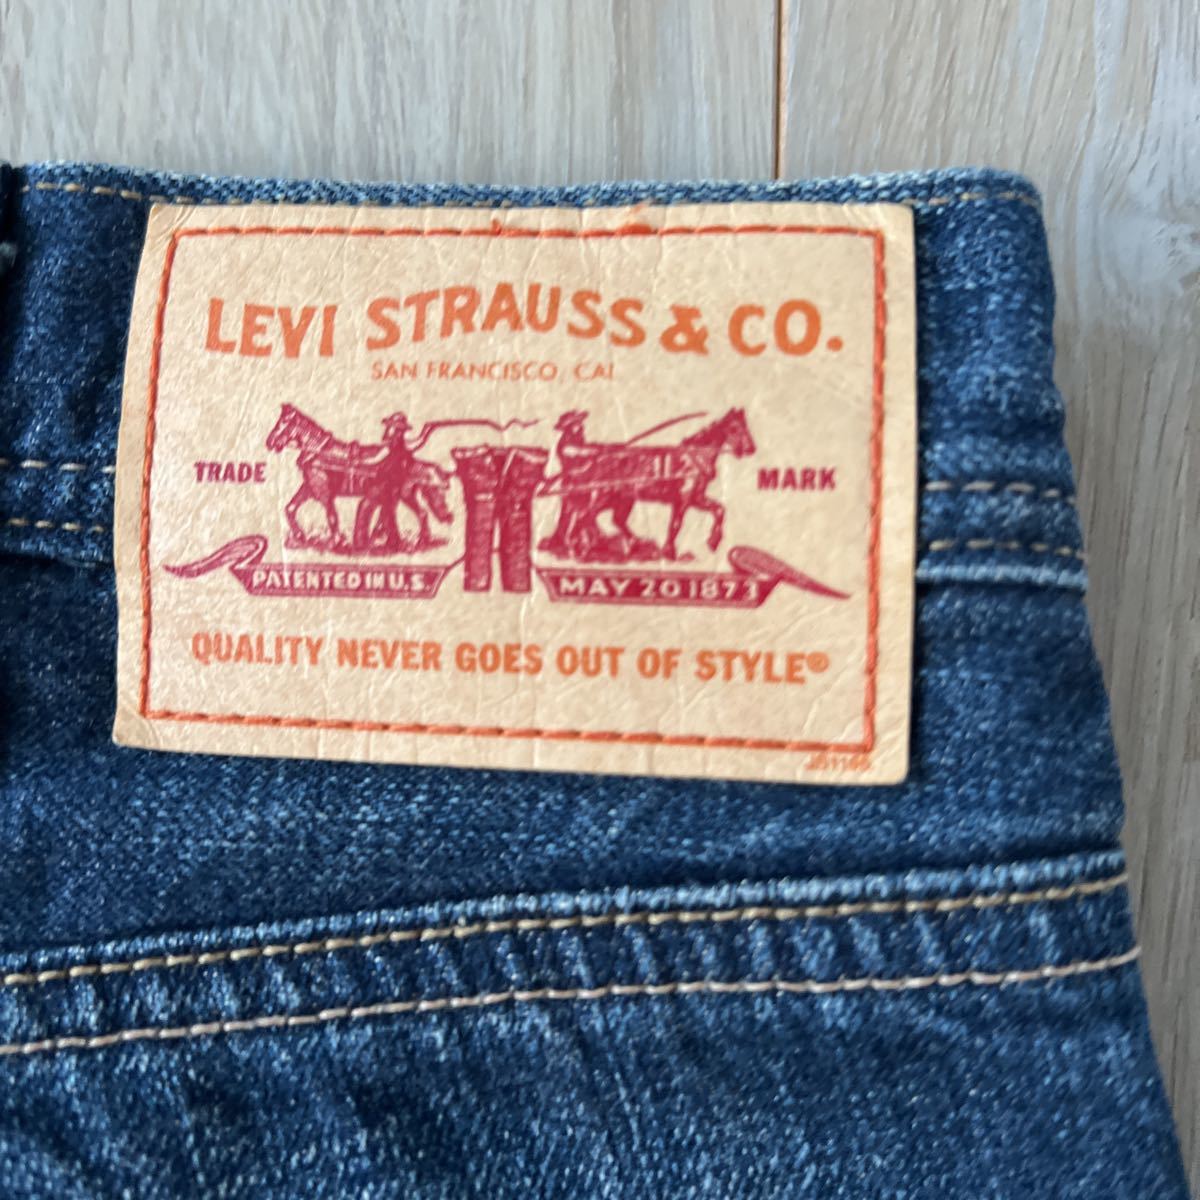 LEVI STRAUSS & CO.
SAN FRANCISCO, CAL
TRADE MARK
PATENTED IN U.S. MAY 20 1873
QUALITY NEVER GOES OUT OF STYLE®